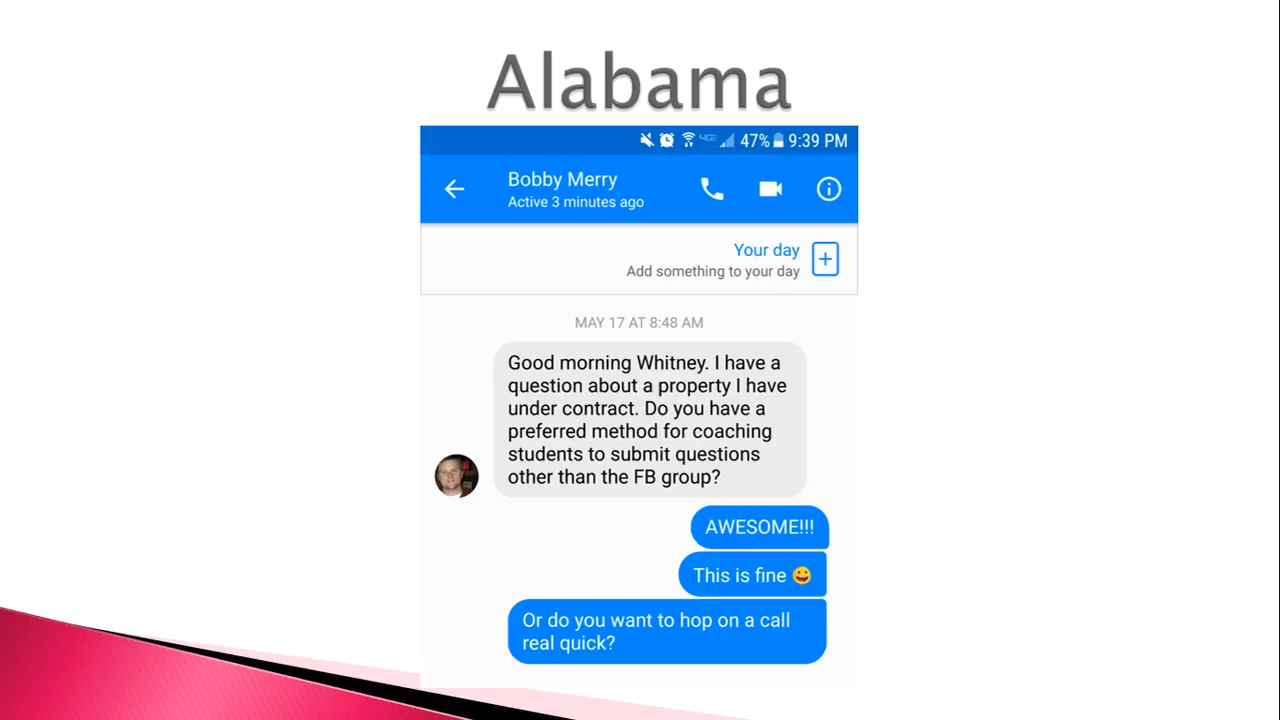 Alabama
47% 9:39 PM
Bobby Merry
Active 3 minutes ago
Your day
Add something to your day
MAY 17 AT 8:48 AM
Good morning Whitney. I have a
question about a property I have
under contract. Do you have a
preferred method for coaching
students to submit questions
other than the FB group?
AWESOME!!!
This is fine 😀
Or do you want to hop on a call
real quick?